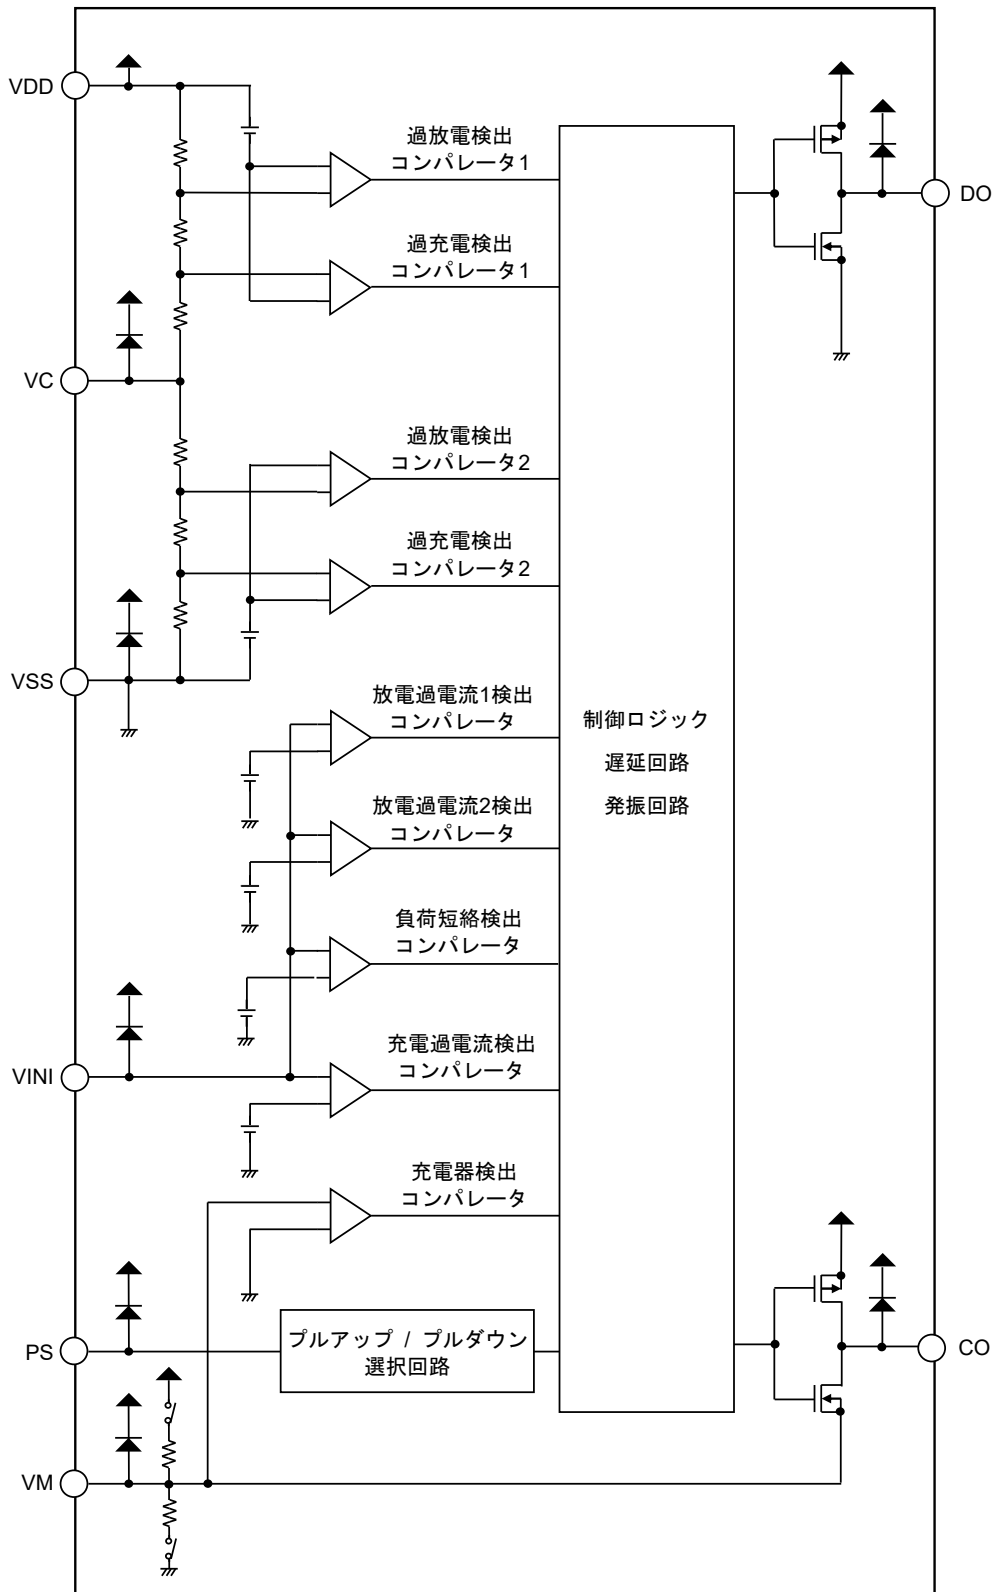 VDD
過放電検出
コンパレータ1
DO
過充電検出
コンパレータ1
VC
過放電検出
コンパレータ2
過充電検出
コンパレータ2
VSS
放電過電流1検出
コンパレータ
制御ロジック
遅延回路
発振回路
放電過電流2検出
コンパレータ
負荷短絡検出
コンパレータ
VINI
充電過電流検出
コンパレータ
充電器検出
コンパレータ
PS
プルアップ / プルダウン
選択回路
CO
VM